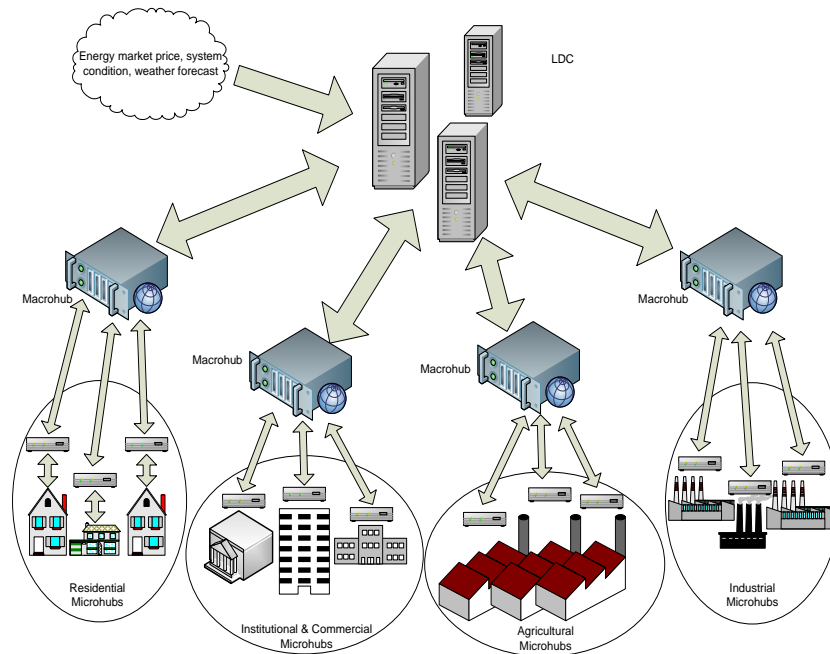 Energy market price, system
condition, weather forecast
LDC
Macrohub
Macrohub
Macrohub
Macrohub
Residential
Microhubs
Institutional & Commercial
Microhubs
Agricultural
Microhubs
Industrial
Microhubs